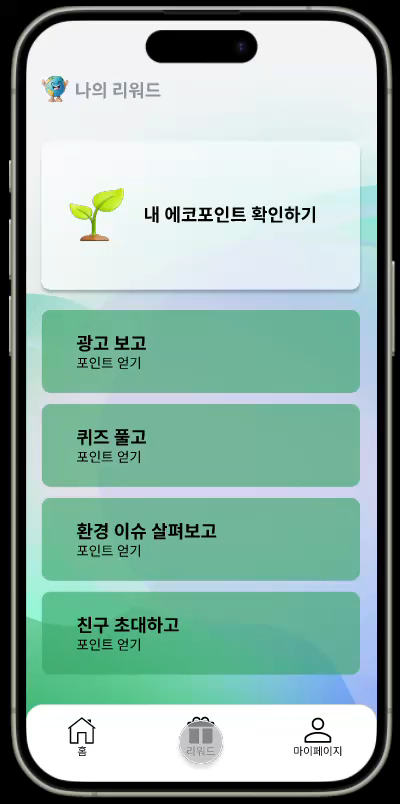 나의 리워드
내 에코포인트 확인하기
광고 보고
포인트 얻기
퀴즈 풀고
포인트 얻기
환경 이슈 살펴보고
포인트 얻기
친구 초대하고
포인트 얻기
홈
리워드
마이페이지